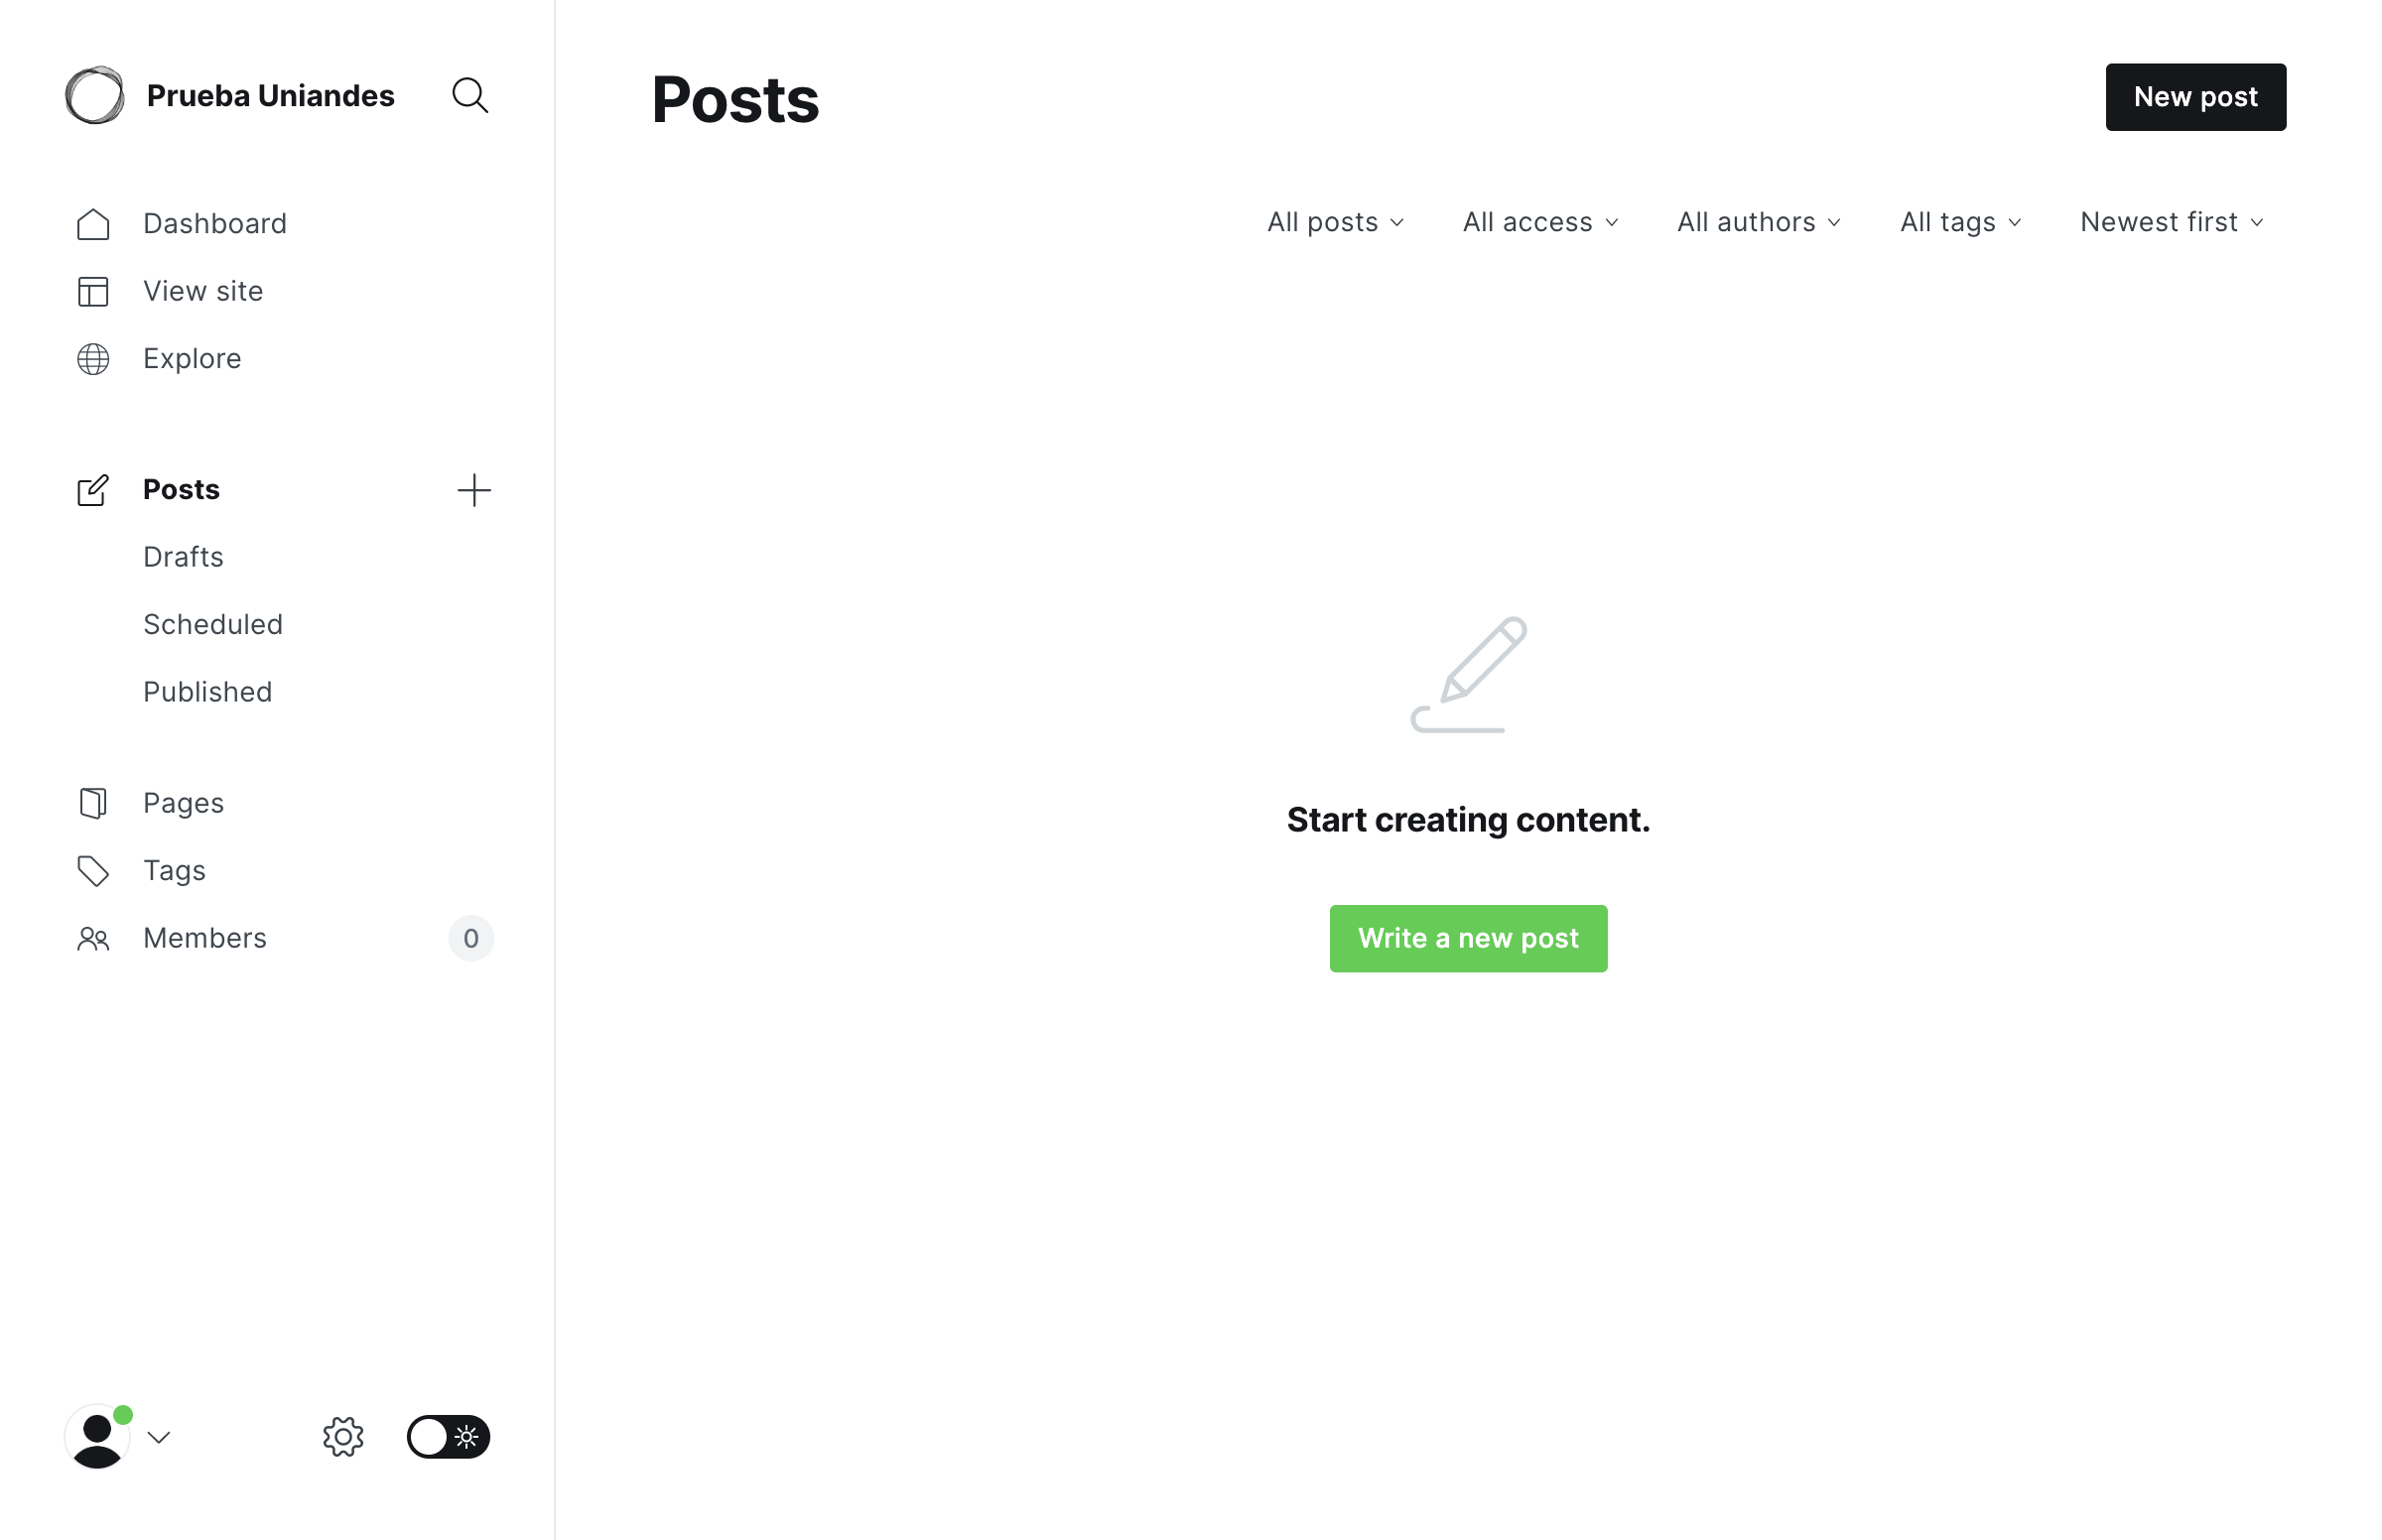 Prueba Uniandes
Dashboard
View site
Explore
Posts
Drafts
Scheduled
Published
Pages
Tags
Members 0
Posts
New post
All posts All access All authors All tags Newest first
Start creating content.
Write a new post